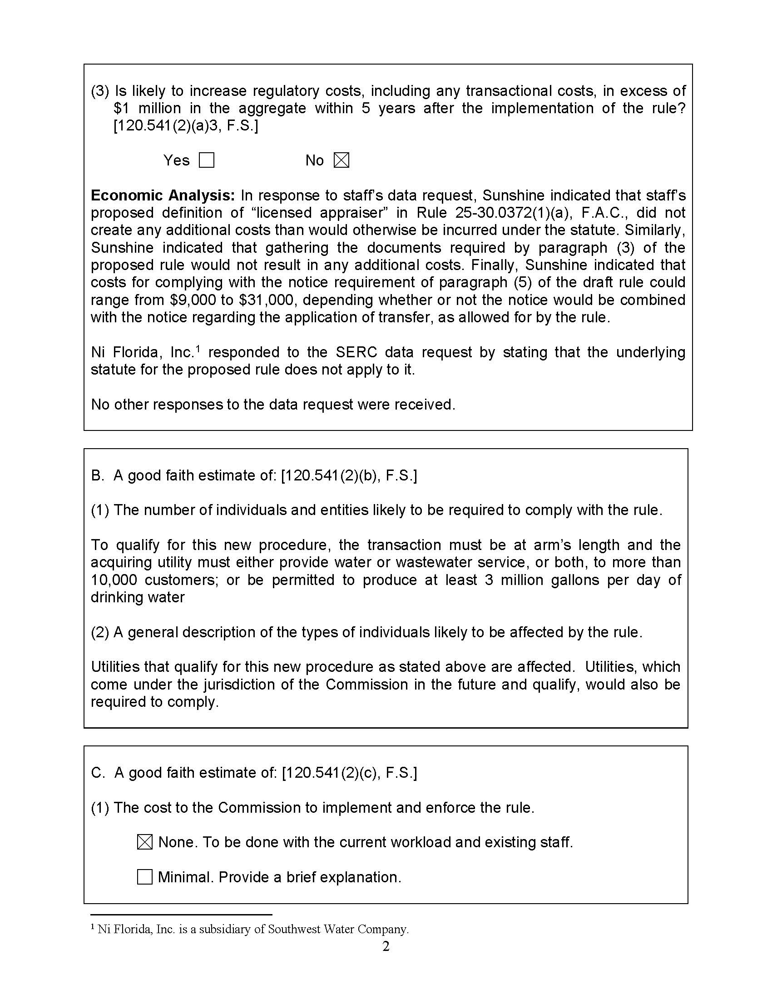 (3) Is likely to increase regulatory costs, including any transactional costs, in excess of
$1 million in the aggregate within 5 years after the implementation of the rule?
[120.541(2)(a)3, F.S.]
Yes ☐ No ☒
Economic Analysis: In response to staff's data request, Sunshine indicated that staff's
proposed definition of “licensed appraiser” in Rule 25-30.0372(1)(a), F.A.C., did not
create any additional costs than would otherwise be incurred under the statute. Similarly,
Sunshine indicated that gathering the documents required by paragraph (3) of the
proposed rule would not result in any additional costs. Finally, Sunshine indicated that
costs for complying with the notice requirement of paragraph (5) of the draft rule could
range from $9,000 to $31,000, depending whether or not the notice would be combined
with the notice regarding the application of transfer, as allowed for by the rule.
Ni Florida, Inc.¹ responded to the SERC data request by stating that the underlying
statute for the proposed rule does not apply to it.
No other responses to the data request were received.
B. A good faith estimate of: [120.541(2)(b), F.S.]
(1) The number of individuals and entities likely to be required to comply with the rule.
To qualify for this new procedure, the transaction must be at arm's length and the
acquiring utility must either provide water or wastewater service, or both, to more than
10,000 customers; or be permitted to produce at least 3 million gallons per day of
drinking water
(2) A general description of the types of individuals likely to be affected by the rule.
Utilities that qualify for this new procedure as stated above are affected. Utilities, which
come under the jurisdiction of the Commission in the future and qualify, would also be
required to comply.
C. A good faith estimate of: [120.541(2)(c), F.S.]
(1) The cost to the Commission to implement and enforce the rule.
☒ None. To be done with the current workload and existing staff.
☐ Minimal. Provide a brief explanation.
¹ Ni Florida, Inc. is a subsidiary of Southwest Water Company.
2